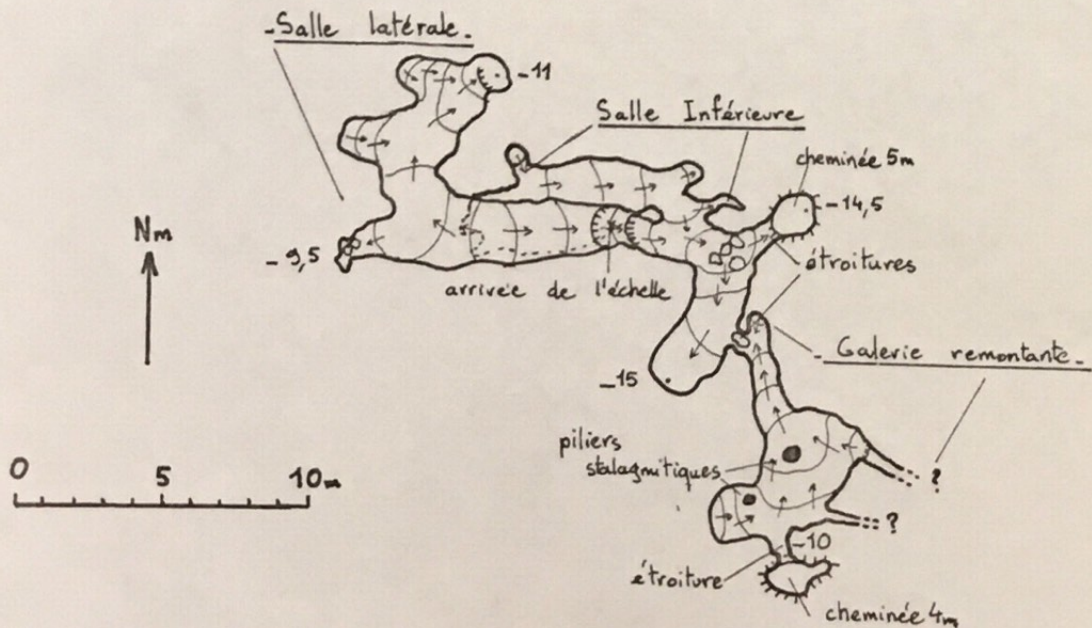 -Salle latérale-
-11
Salle Inférieure
cheminée 5m
-14,5
Nm
-9,5
étroitures
arrivée de l'échelle
-Galerie remontante-
-15
0 5 10m
piliers
stalagmitiques
?
?
-10
étroiture
cheminée 4m